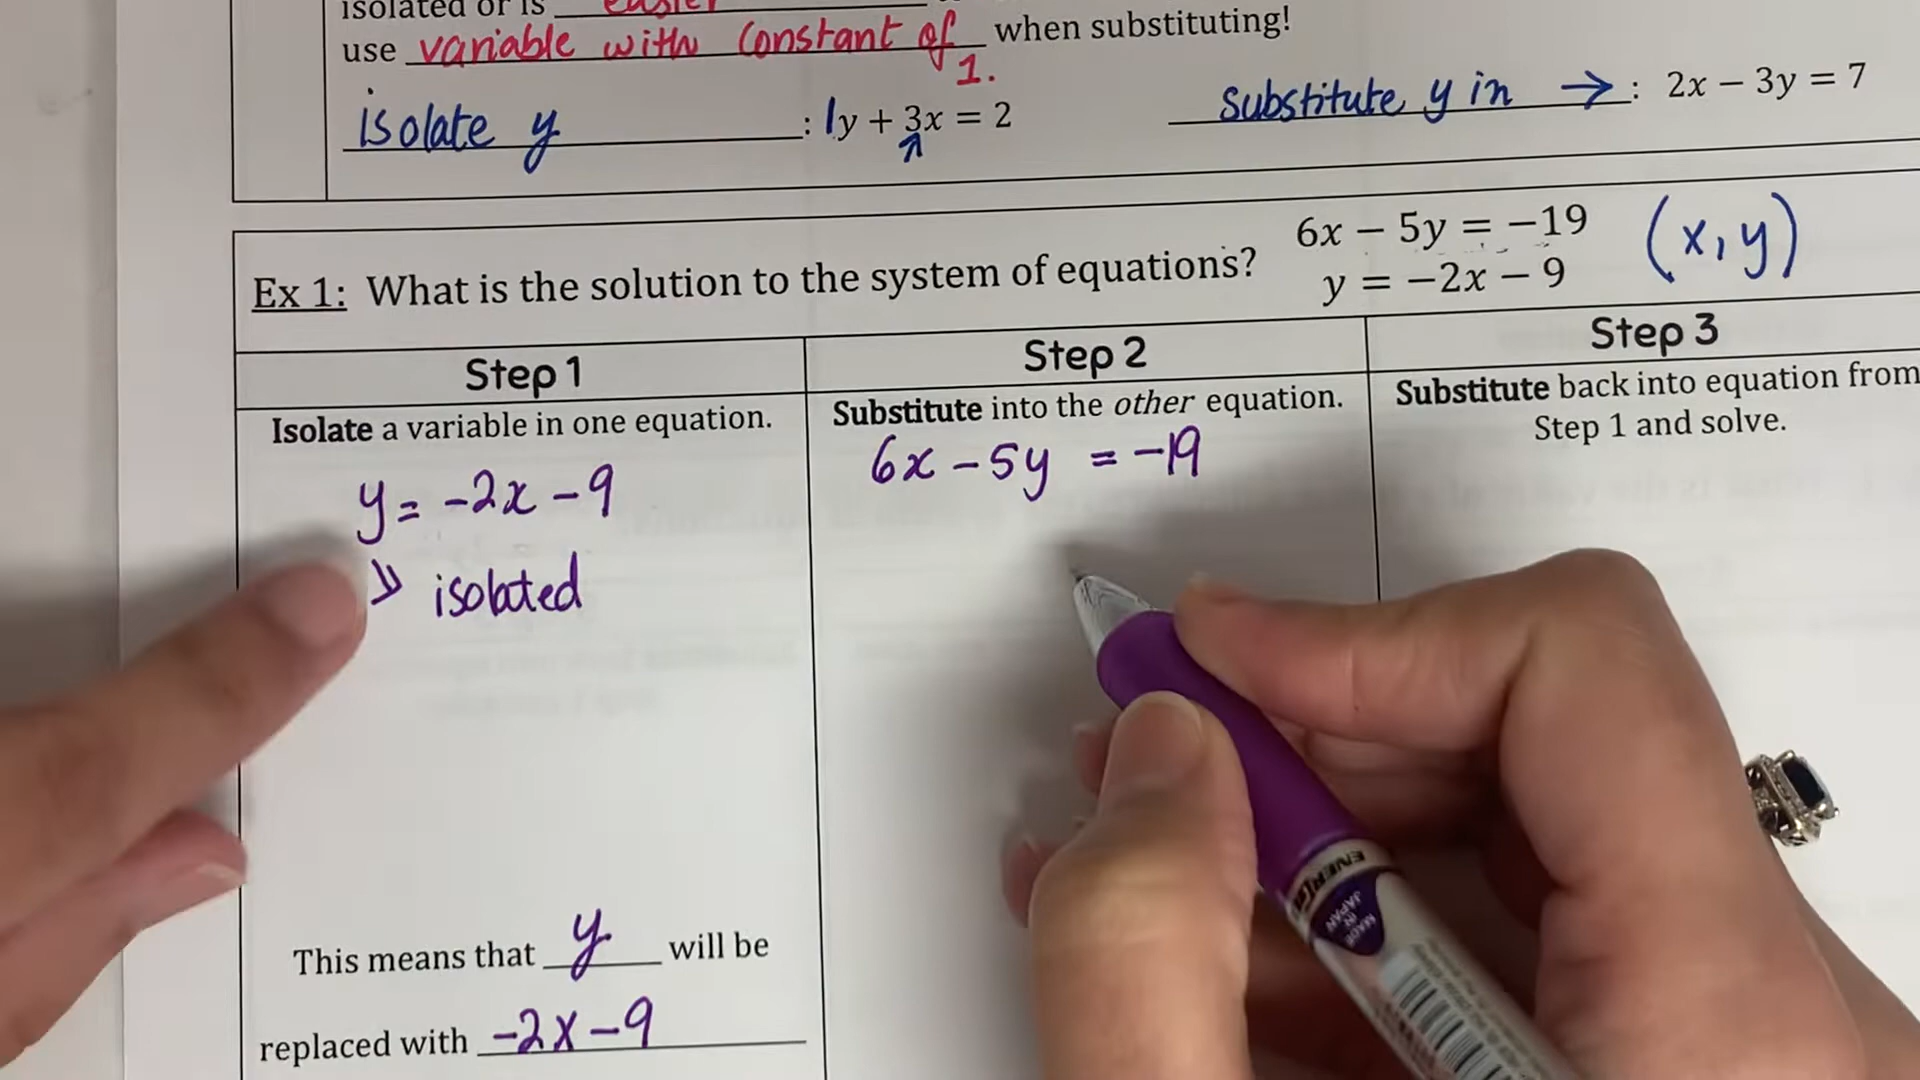 isolated or is easier
use variable with constant of 1. when substituting!
isolate y : 1y + 3x = 2
substitute y in → : 2x − 3y = 7
Ex 1: What is the solution to the system of equations?
6x − 5y = −19
y = −2x − 9
(x, y)
Step 1
Isolate a variable in one equation.
y = -2x - 9
isolated
This means that y will be
replaced with -2x - 9
Step 2
Substitute into the other equation.
6x - 5y = -19
Step 3
Substitute back into equation from
Step 1 and solve.
MADE
IN
JAPAN